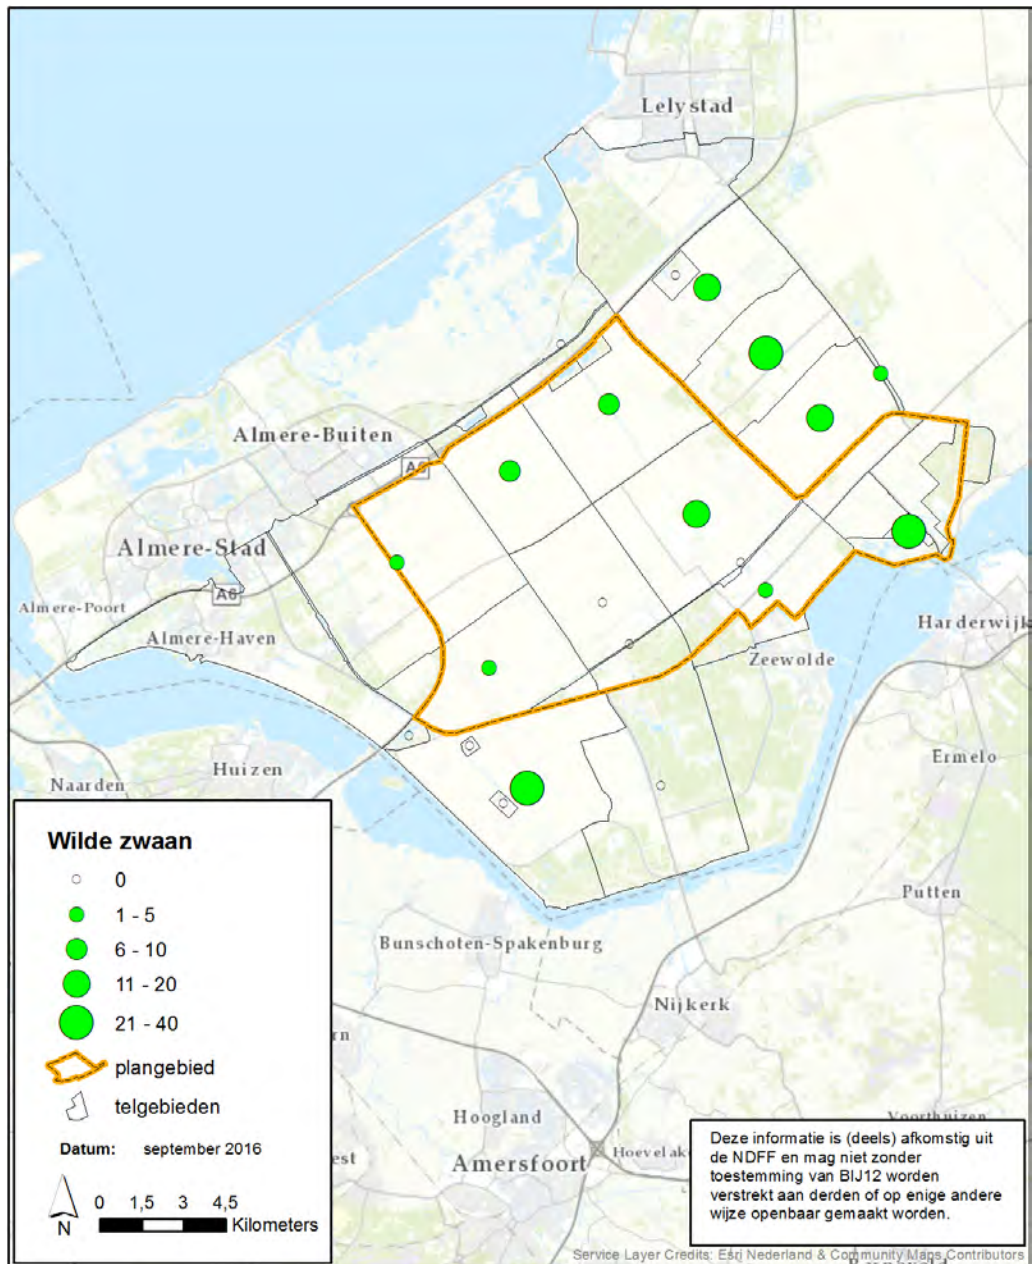 Lelystad
Almere-Buiten
A6
Almere-Stad
A6
Almere-Poort
Almere-Haven
Harderwijk
Zeewolde
Ermelo
Naarden
Huizen
Putten
Bunschoten-Spakenburg
Nijkerk
Hoogland
Voorthuizen
Amersfoort
Hoevelake
Wilde zwaan
0
1 - 5
6 - 10
11 - 20
21 - 40
plangebied
telgebieden
Datum: september 2016
N
0 1,5 3 4,5
Kilometers
Deze informatie is (deels) afkomstig uit
de NDFF en mag niet zonder
toestemming van BIJ12 worden
verstrekt aan derden of op enige andere
wijze openbaar gemaakt worden.
Service Layer Credits: Esri Nederland & Community Maps Contributors